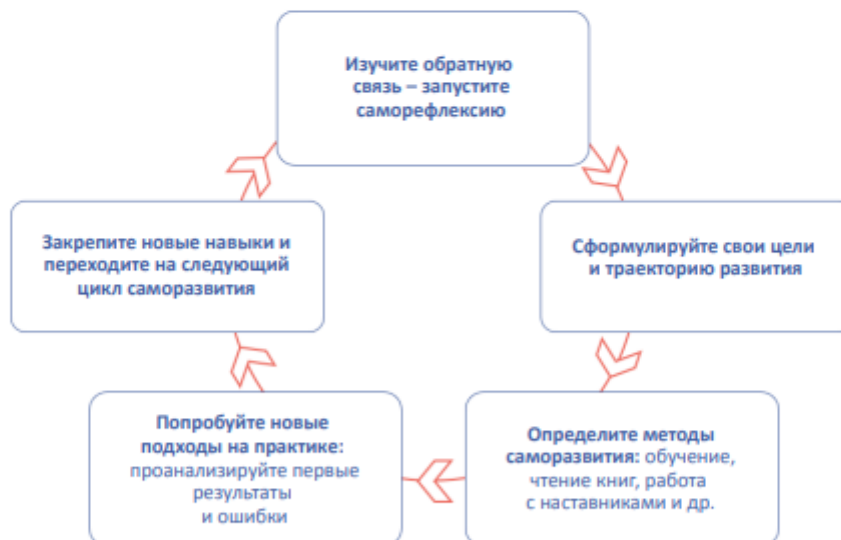 Изучите обратную
связь – запустите
саморефлексию
Сформулируйте свои цели
и траекторию развития
Определите методы
саморазвития: обучение,
чтение книг, работа
с наставниками и др.
Попробуйте новые
подходы на практике:
проанализируйте первые
результаты
и ошибки
Закрепите новые навыки и
переходите на следующий
цикл саморазвития